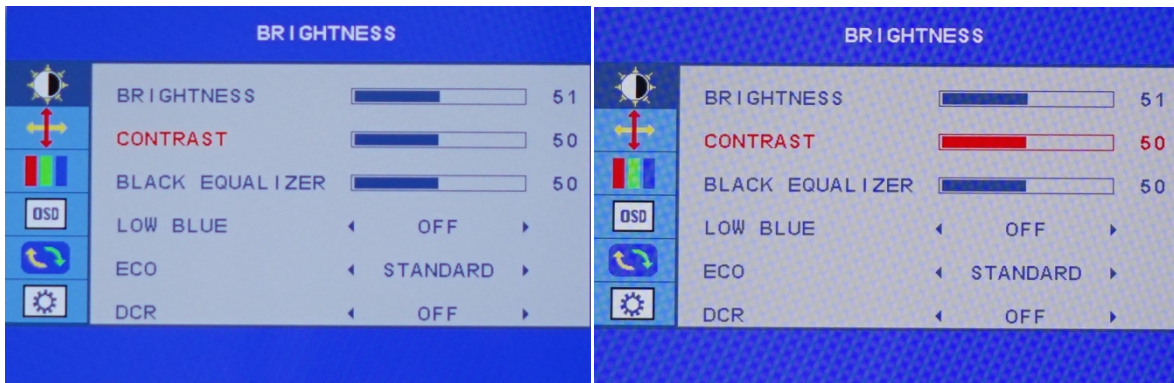 BRIGHTNESS
BRIGHTNESS 51
CONTRAST 50
BLACK EQUALIZER 50
OSD
LOW BLUE OFF
ECO STANDARD
DCR OFF
BRIGHTNESS
BRIGHTNESS 51
CONTRAST 50
BLACK EQUALIZER 50
OSD
LOW BLUE OFF
ECO STANDARD
DCR OFF